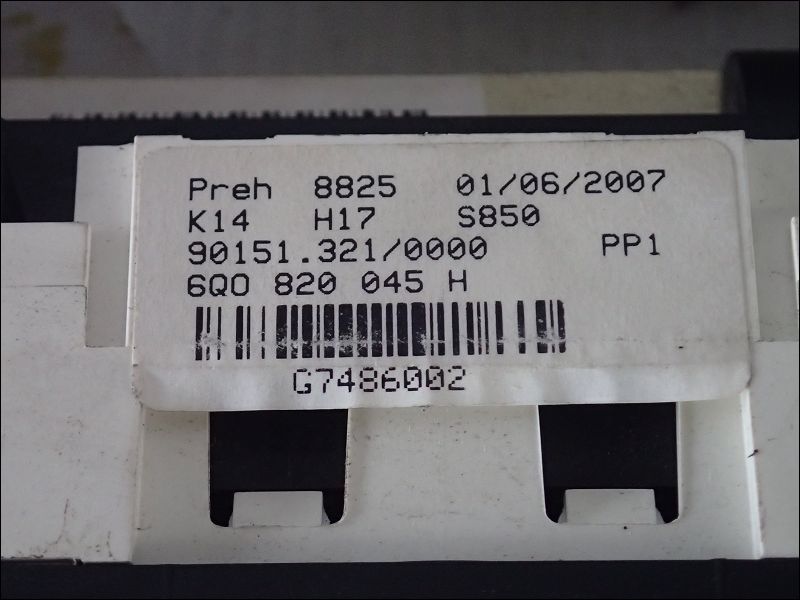 Preh 8825 01/06/2007
K14 H17 S850
90151.321/0000 PP1
6Q0 820 045 H
G7486002